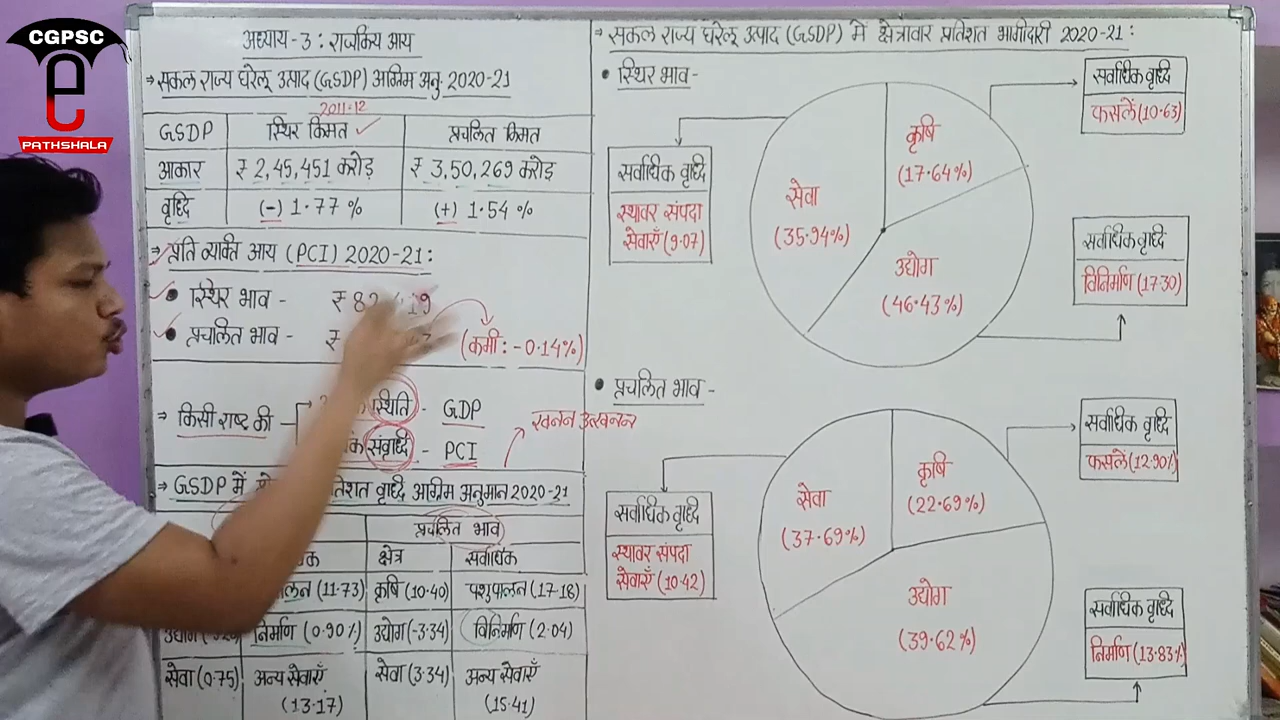 CGPSC
e
PATHSHALA
अध्याय-3 : राजकिय आय
→ सकल राज्य घरेलू उत्पाद (GSDP) अग्रिम अनु. 2020-21
2011-12
GSDP स्थिर किमत ✓ प्रचलित किमत
आकार ₹ 2,45,451 करोड़ ₹ 3,50,269 करोड़
वृध्दि (-) 1.77 % (+) 1.54 %
→ प्रति व्यक्ति आय (PCI) 2020-21 :
• स्थिर भाव - ₹
• प्रचलित भाव - ₹ (कमी : -0.14%)
→ किसी राष्ट की स्थिति - GDP
संवृध्दि - PCI
खनन उत्खनन
→ GSDP में प्रतिशत वृध्दि अग्रिम अनुमान 2020-21
प्रचलित भाव
क्षेत्र सर्वाधिक
(11.73) कृषि (10.40) पशुपालन (17.18)
उद्योग निर्माण (0.90%) उद्योग (-3.34) विनिर्माण (2.04)
सेवा (0.75) अन्य सेवाएँ (13.17) सेवा (3.34) अन्य सेवाएँ (15.41)
→ सकल राज्य घरेलू उत्पाद (GSDP) में क्षेत्रावार प्रतिशत भागीदारी 2020-21 :
• स्थिर भाव -
कृषि
(17.64%)
सेवा
(35.94%)
उद्योग
(46.43%)
सर्वाधिक वृध्दि
फसलें (10.63)
सर्वाधिक वृध्दि
स्थावर संपदा
सेवाएँ (9.07)
सर्वाधिक वृध्दि
विनिर्माण (17.30)
• प्रचलित भाव -
कृषि
(22.69%)
सेवा
(37.69%)
उद्योग
(39.62%)
सर्वाधिक वृध्दि
फसलें (12.90%)
सर्वाधिक वृध्दि
स्थावर संपदा
सेवाएँ (10.42)
सर्वाधिक वृध्दि
निर्माण (13.83%)